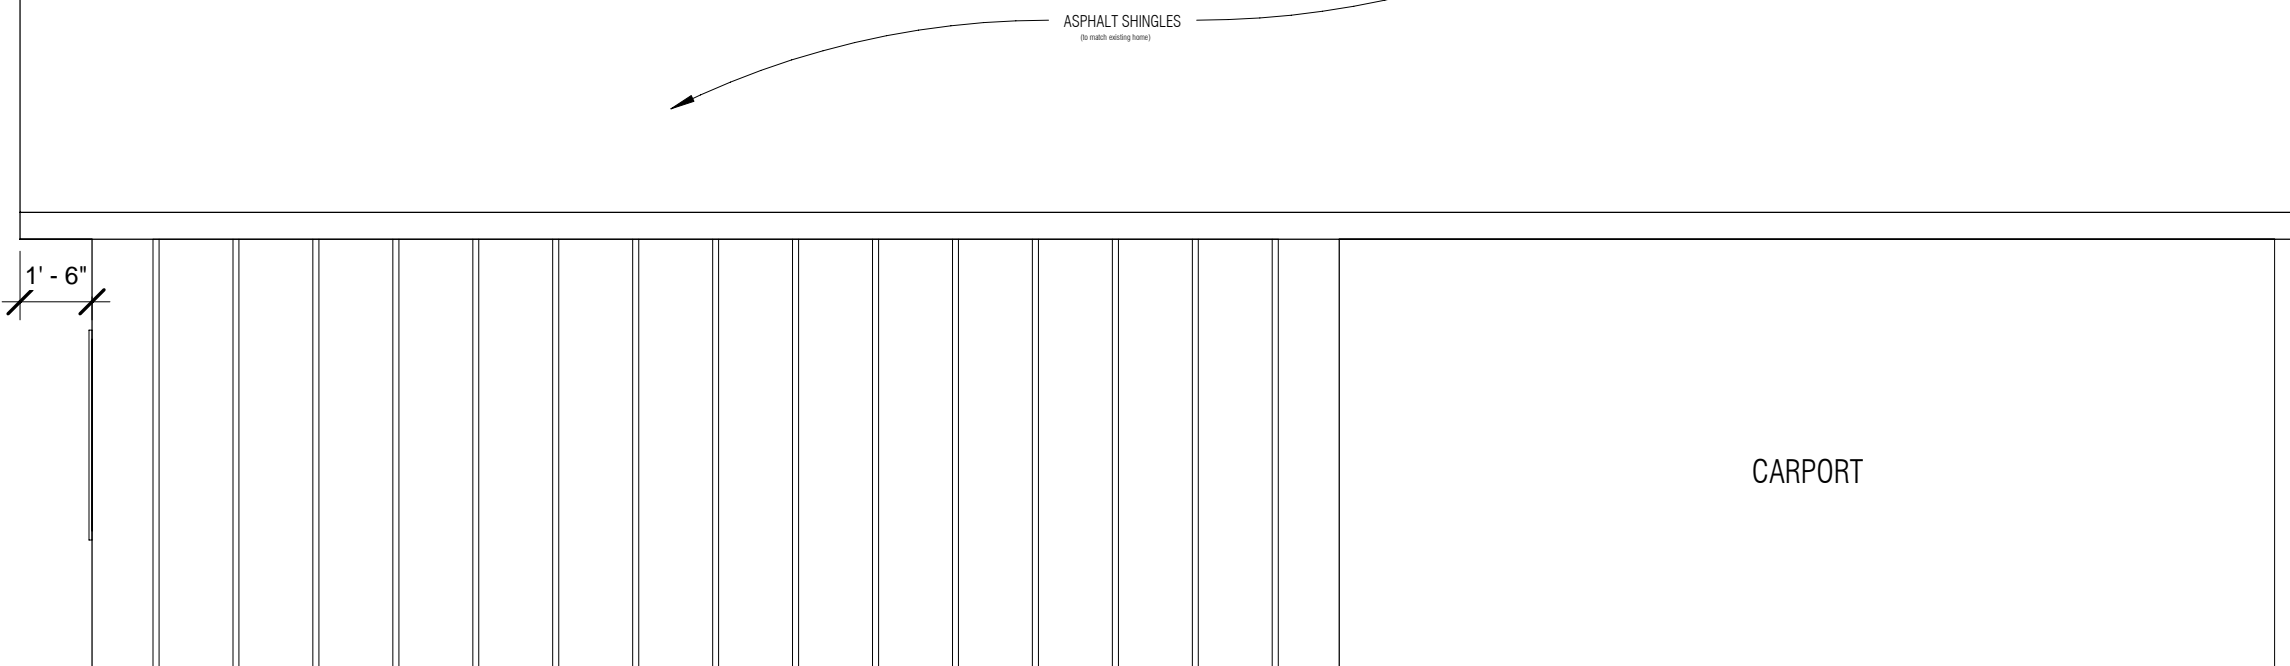 ASPHALT SHINGLES
(to match existing home)
1' - 6"
CARPORT